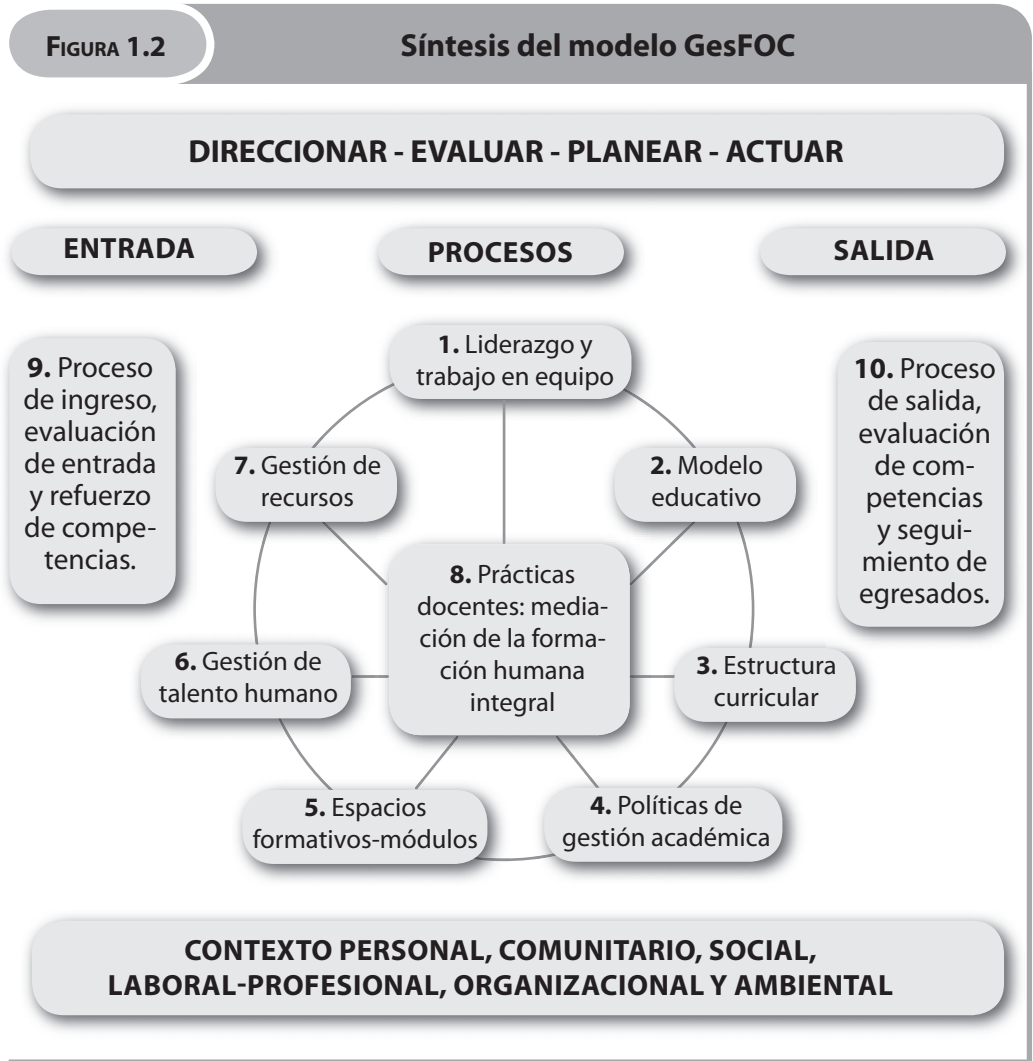 FIGURA 1.2
Síntesis del modelo GesFOC
DIRECCIONAR - EVALUAR - PLANEAR - ACTUAR
ENTRADA
PROCESOS
SALIDA
9. Proceso
de ingreso,
evaluación
de entrada
y refuerzo
de compe-
tencias.
1. Liderazgo y
trabajo en equipo
7. Gestión de
recursos
2. Modelo
educativo
8. Prácticas
docentes: media-
ción de la forma-
ción humana
integral
6. Gestión de
talento humano
3. Estructura
curricular
5. Espacios
formativos-módulos
4. Políticas de
gestión académica
10. Proceso
de salida,
evaluación
de com-
petencias
y segui-
miento de
egresados.
CONTEXTO PERSONAL, COMUNITARIO, SOCIAL,
LABORAL-PROFESIONAL, ORGANIZACIONAL Y AMBIENTAL